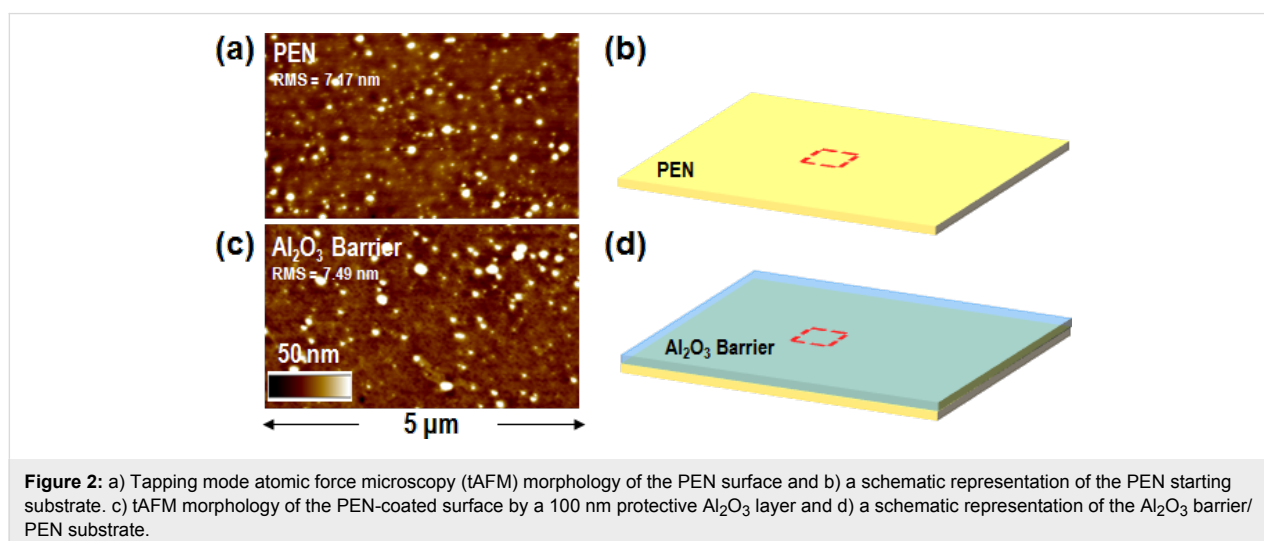 (a)
PEN
RMS = 7.17 nm
(b)
PEN
(c)
Al₂O₃ Barrier
RMS = 7.49 nm
50 nm
5 µm
(d)
Al₂O₃ Barrier
Figure 2: a) Tapping mode atomic force microscopy (tAFM) morphology of the PEN surface and b) a schematic representation of the PEN starting
substrate. c) tAFM morphology of the PEN-coated surface by a 100 nm protective Al₂O₃ layer and d) a schematic representation of the Al₂O₃ barrier/
PEN substrate.